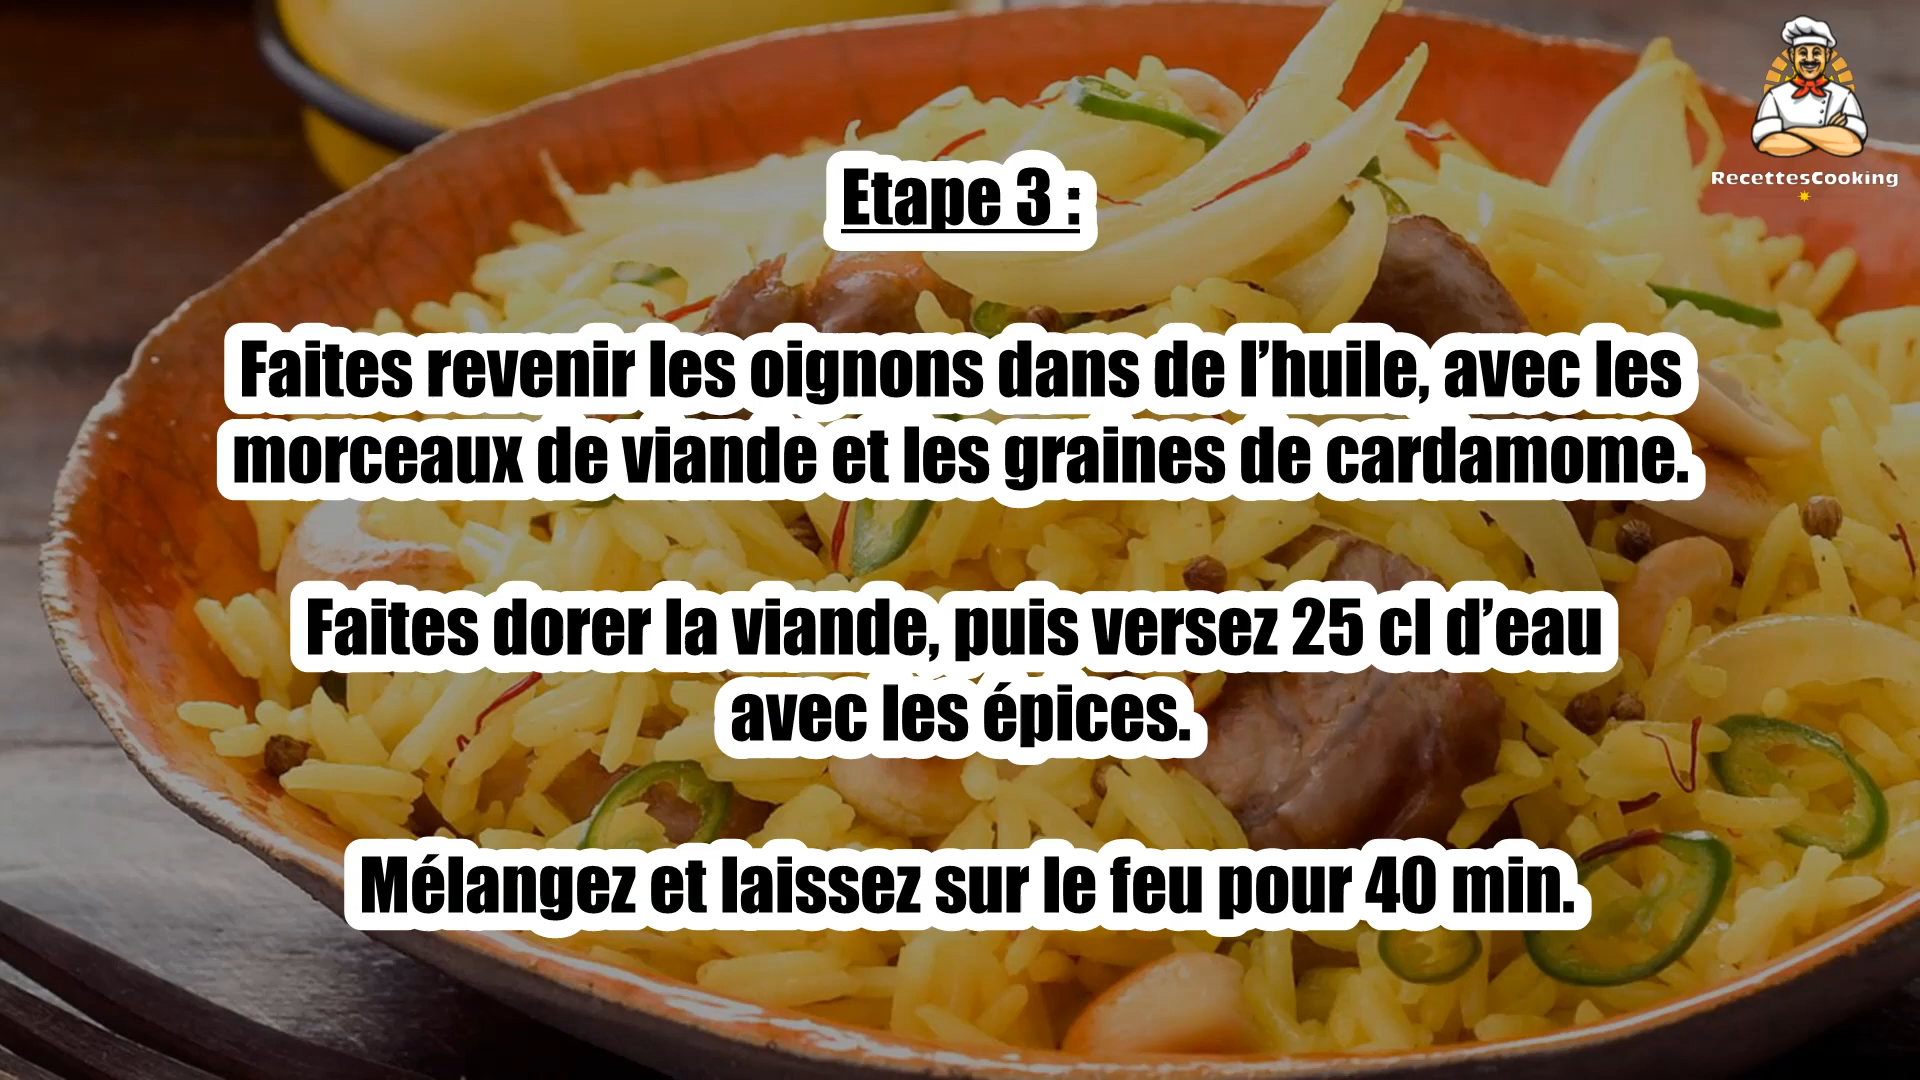 RecettesCooking
Etape 3 :
Faites revenir les oignons dans de l’huile, avec les
morceaux de viande et les graines de cardamome.
Faites dorer la viande, puis versez 25 cl d’eau
avec les épices.
Mélangez et laissez sur le feu pour 40 min.